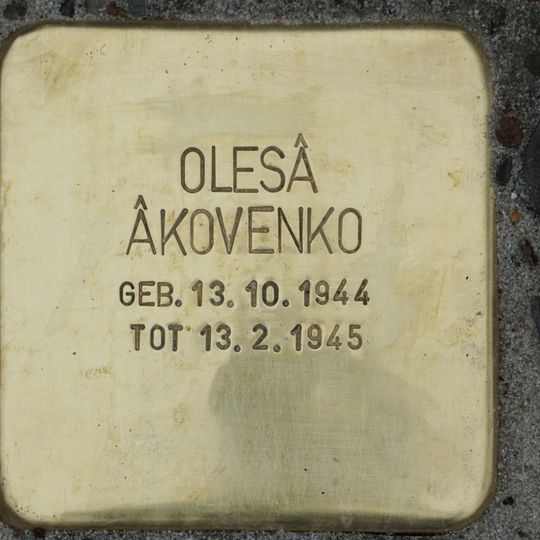 OLESÂ
ÂKOVENKO
GEB. 13. 10. 1944
TOT 13. 2. 1945